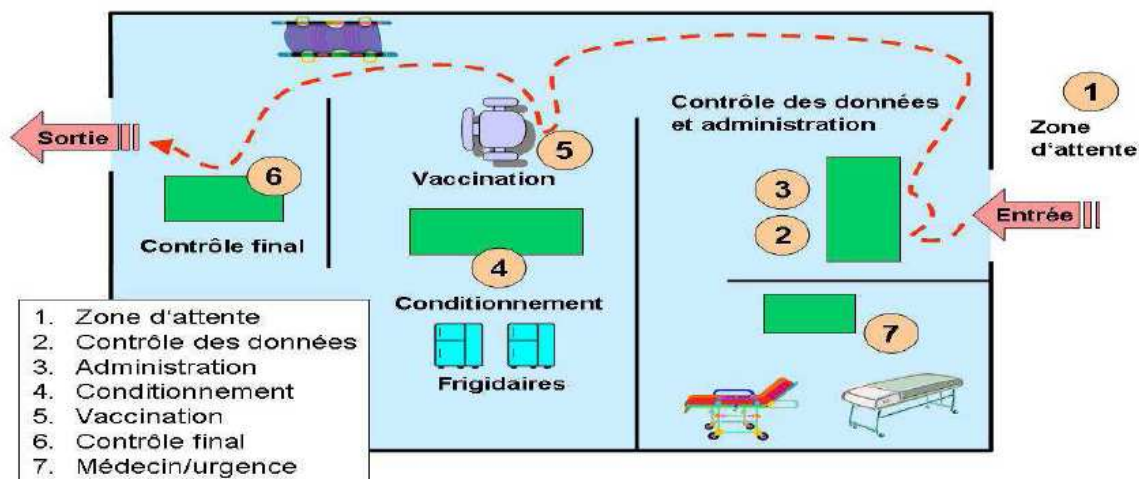 Contrôle des données
et administration
1
Zone
d'attente
Sortie
5
Vaccination
6
3
Entrée
2
Contrôle final
4
Conditionnement
7
Frigidaires
1. Zone d'attente
2. Contrôle des données
3. Administration
4. Conditionnement
5. Vaccination
6. Contrôle final
7. Médecin/urgence